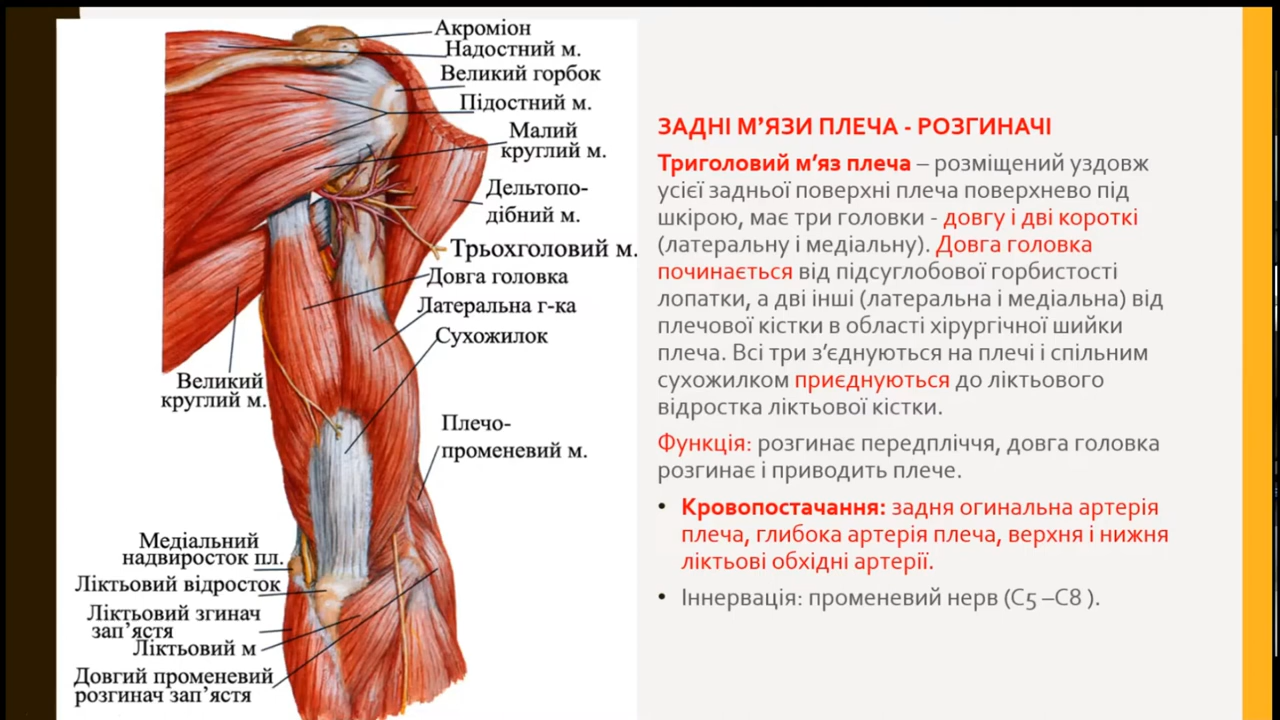 Акроміон
Надостний м.
Великий горбок
Підостний м.
Малий
круглий м.
Дельтопо-
дібний м.
Трьохголовий м.
Довга головка
Латеральна г-ка
Сухожилок
Великий
круглий м.
Плечо-
променевий м.
Медіальний
надвиросток пл.
Ліктьовий відросток
Ліктьовий згинач
зап’ястя
Ліктьовий м
Довгий променевий
розгинач зап’ястя
ЗАДНІ М’ЯЗИ ПЛЕЧА - РОЗГИНАЧІ
Триголовий м’яз плеча – розміщений уздовж
усієї задньої поверхні плеча поверхнево під
шкірою, має три головки - довгу і дві короткі
(латеральну і медіальну). Довга головка
починається від підсуглобової горбистості
лопатки, а дві інші (латеральна і медіальна) від
плечової кістки в області хірургічної шийки
плеча. Всі три з’єднуються на плечі і спільним
сухожилком приєднуються до ліктьового
відростка ліктьової кістки.
Функція: розгинає передпліччя, довга головка
розгинає і приводить плече.
• Кровопостачання: задня огинальна артерія
плеча, глибока артерія плеча, верхня і нижня
ліктьові обхідні артерії.
• Іннервація: променевий нерв (С5 –С8 ).